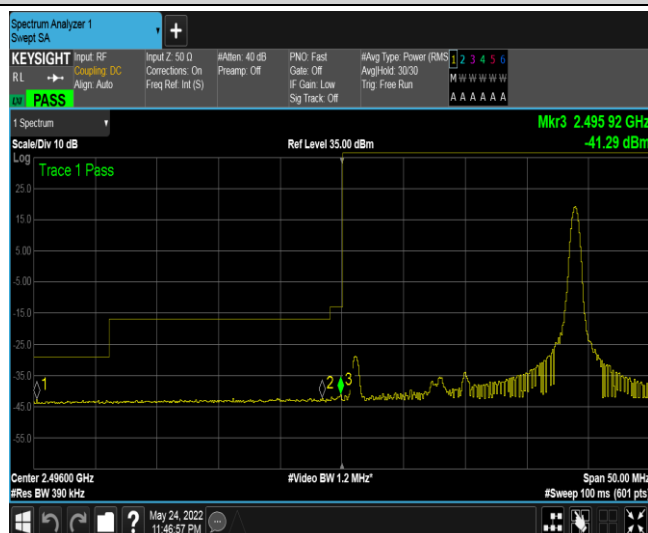 Spectrum Analyzer 1
Swept SA
+
KEYSIGHT
RL
PASS
Input: RF
Coupling: DC
Align: Auto
Input Z: 50 Ω
Corrections: On
Freq Ref: Int (S)
#Atten: 40 dB
Preamp: Off
PNO: Fast
Gate: Off
IF Gain: Low
Sig Track: Off
#Avg Type: Power (RMS
Avg|Hold: 30/30
Trig: Free Run
1 2 3 4 5 6
M W W W W W
A A A A A A
1 Spectrum
Mkr3 2.495 92 GHz
-41.29 dBm
Scale/Div 10 dB
Ref Level 35.00 dBm
Log
Trace 1 Pass
25.0
15.0
5.00
-5.00
-15.0
-25.0
-35.0
-45.0
-55.0
1
2
3
Center 2.49600 GHz
#Res BW 390 kHz
#Video BW 1.2 MHz*
Span 50.00 MHz
#Sweep 100 ms (601 pts)
?
May 24, 2022
11:46:57 PM